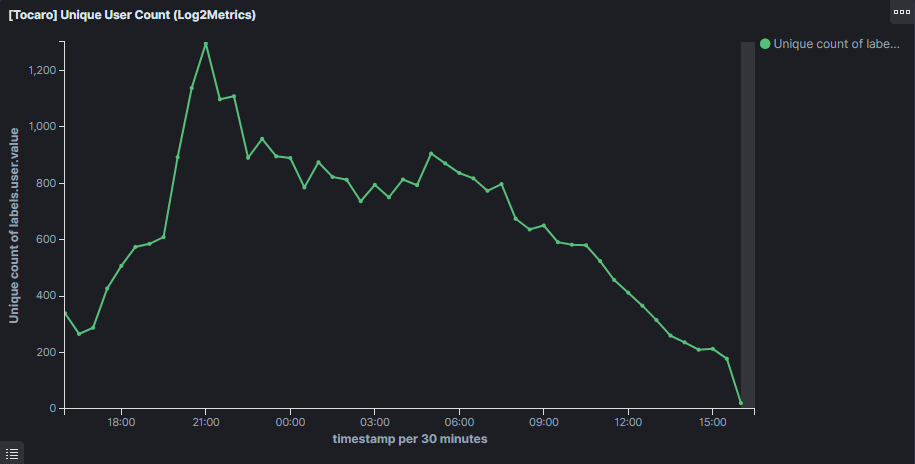 [Tocaro] Unique User Count (Log2Metrics)
Unique count of labe...
Unique count of labels.user.value
1,200
1,000
800
600
400
200
0
18:00 21:00 00:00 03:00 06:00 09:00 12:00 15:00
timestamp per 30 minutes